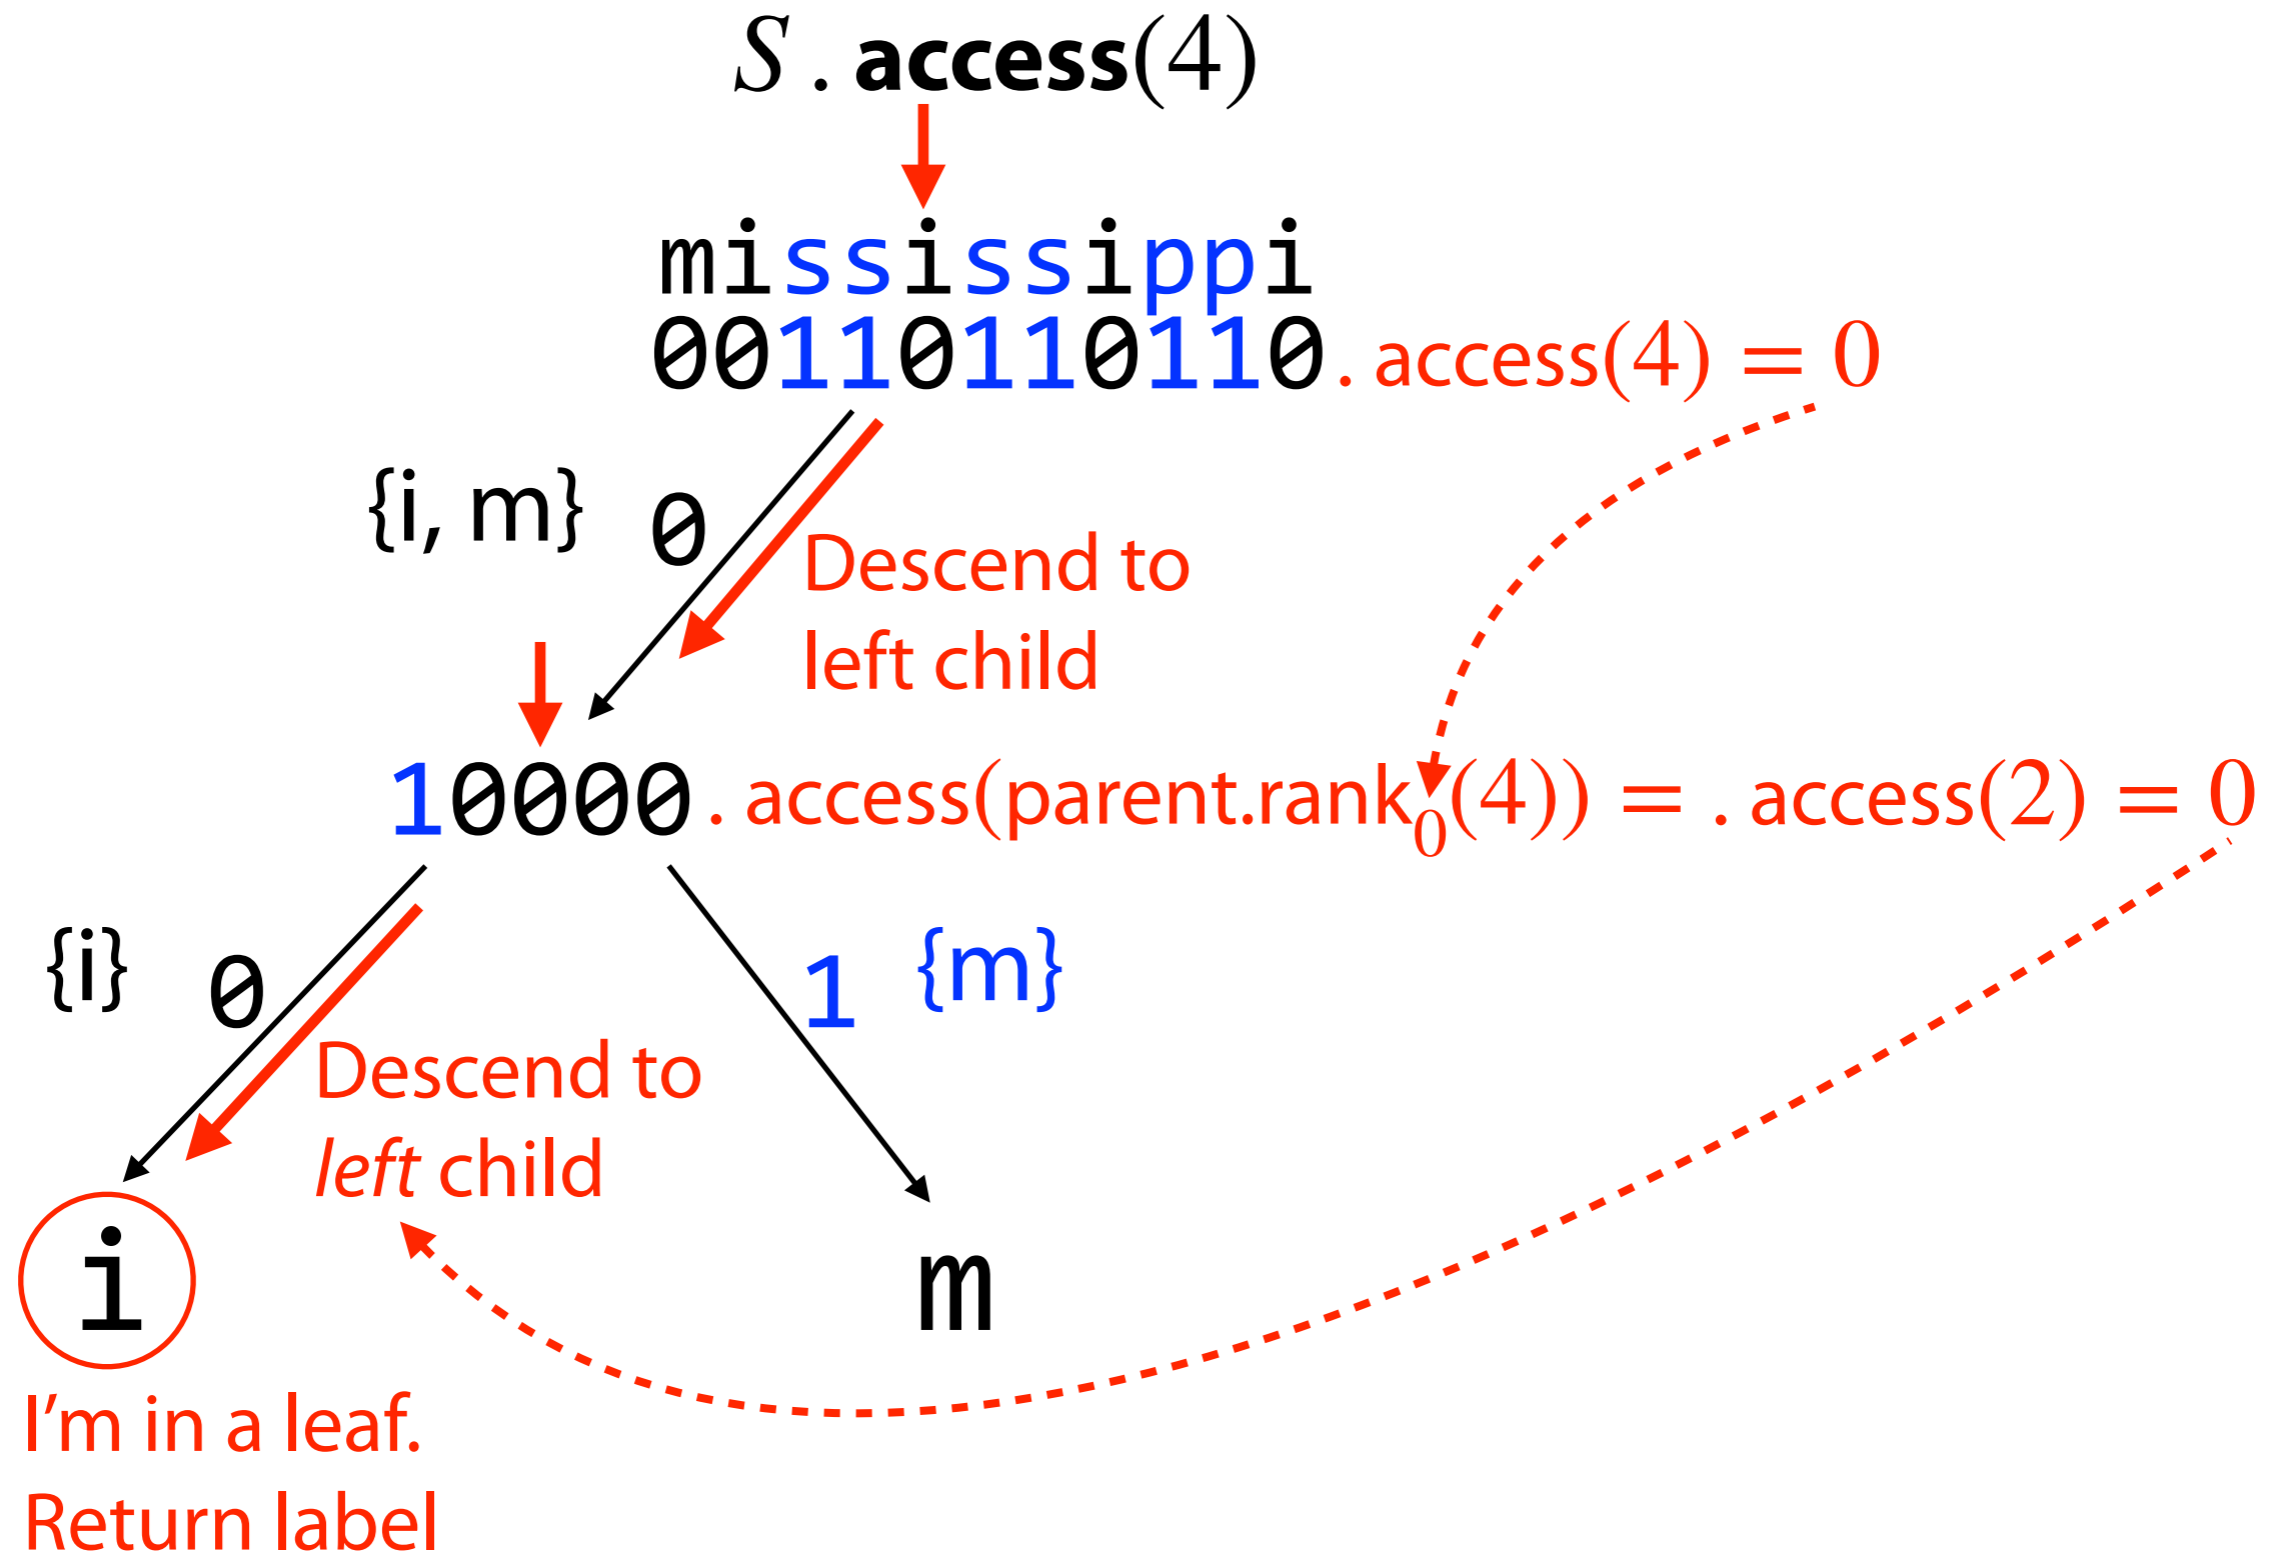 S.access(4)
mississippi
00110110110.access(4) = 0
{i, m} 0
Descend to
left child
10000.access(parent.rank₀(4)) = .access(2) = 0
{i} 0
1 {m}
Descend to
left child
i
m
I'm in a leaf.
Return label